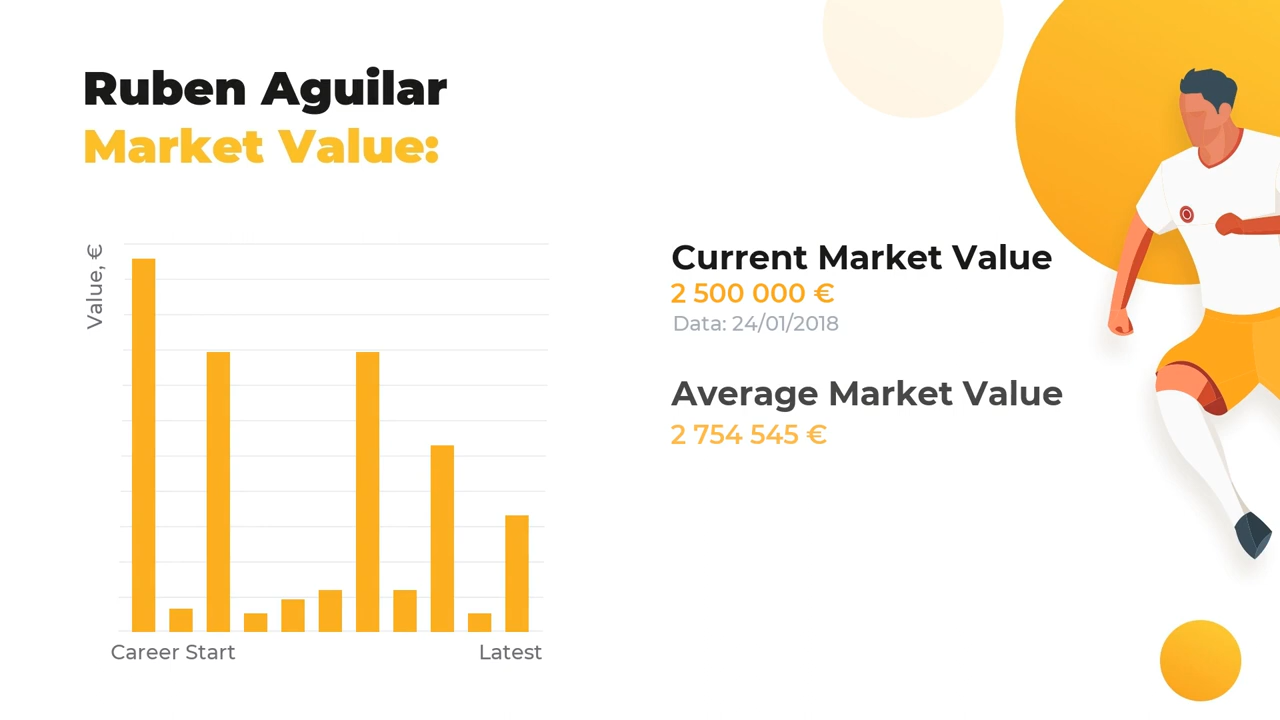 Ruben Aguilar
Market Value:
Value, €
Career Start
Latest
Current Market Value
2 500 000 €
Data: 24/01/2018
Average Market Value
2 754 545 €